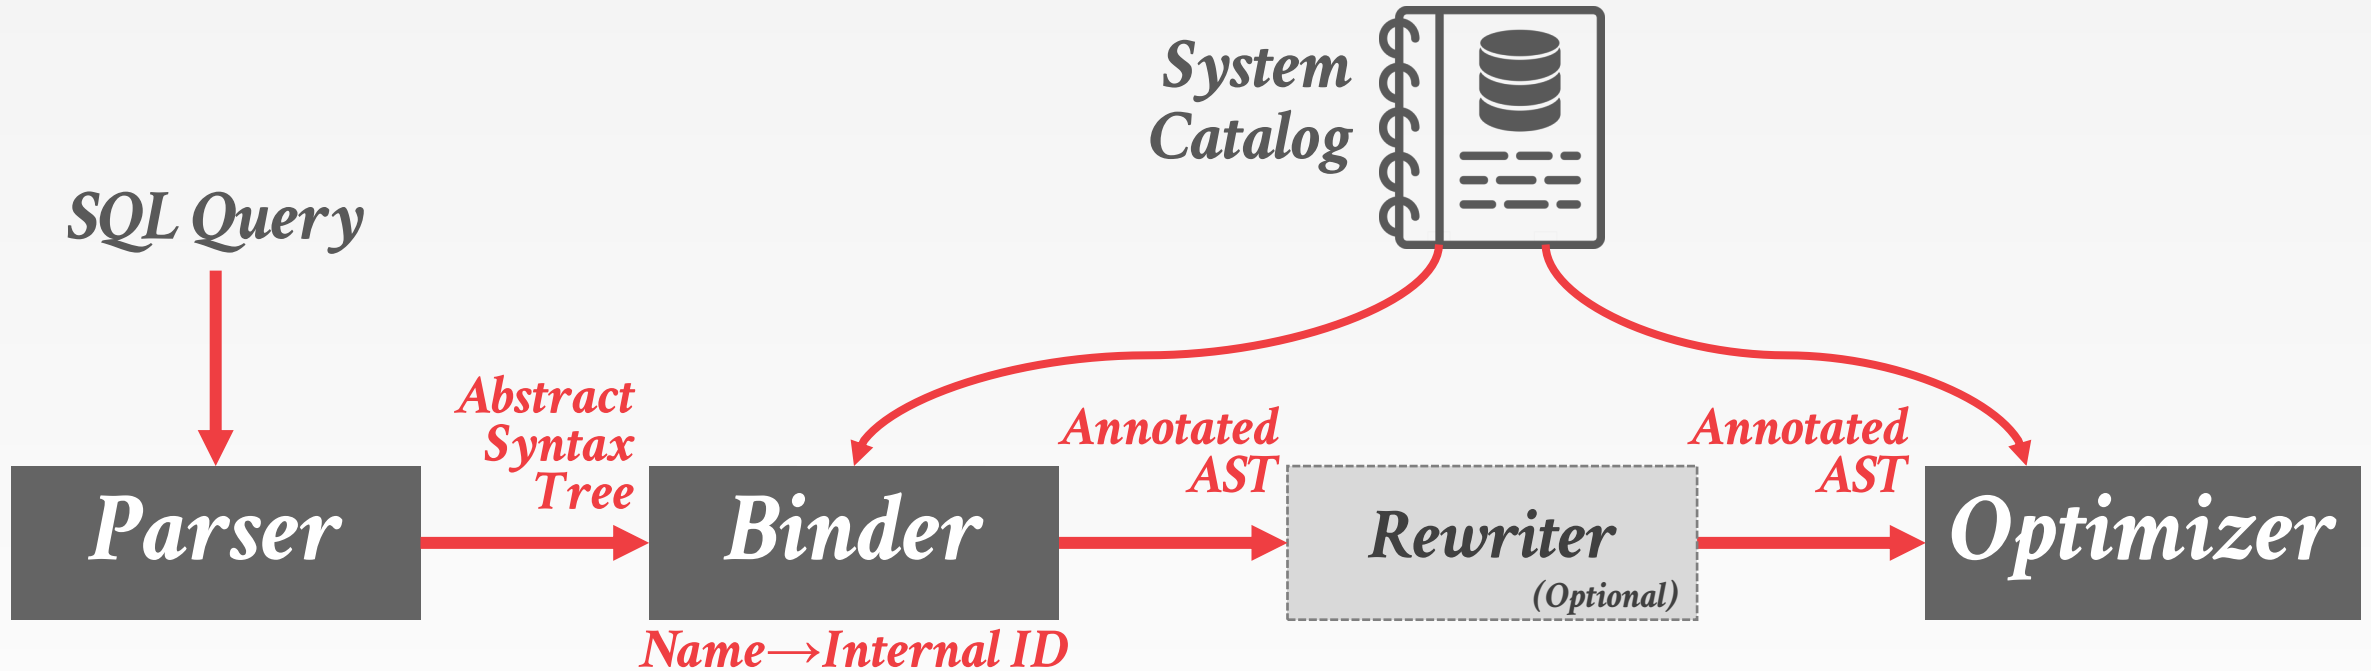 System
Catalog
SQL Query
Abstract
Syntax
Tree
Annotated
AST
Annotated
AST
Parser
Binder
Rewriter
(Optional)
Optimizer
Name→Internal ID